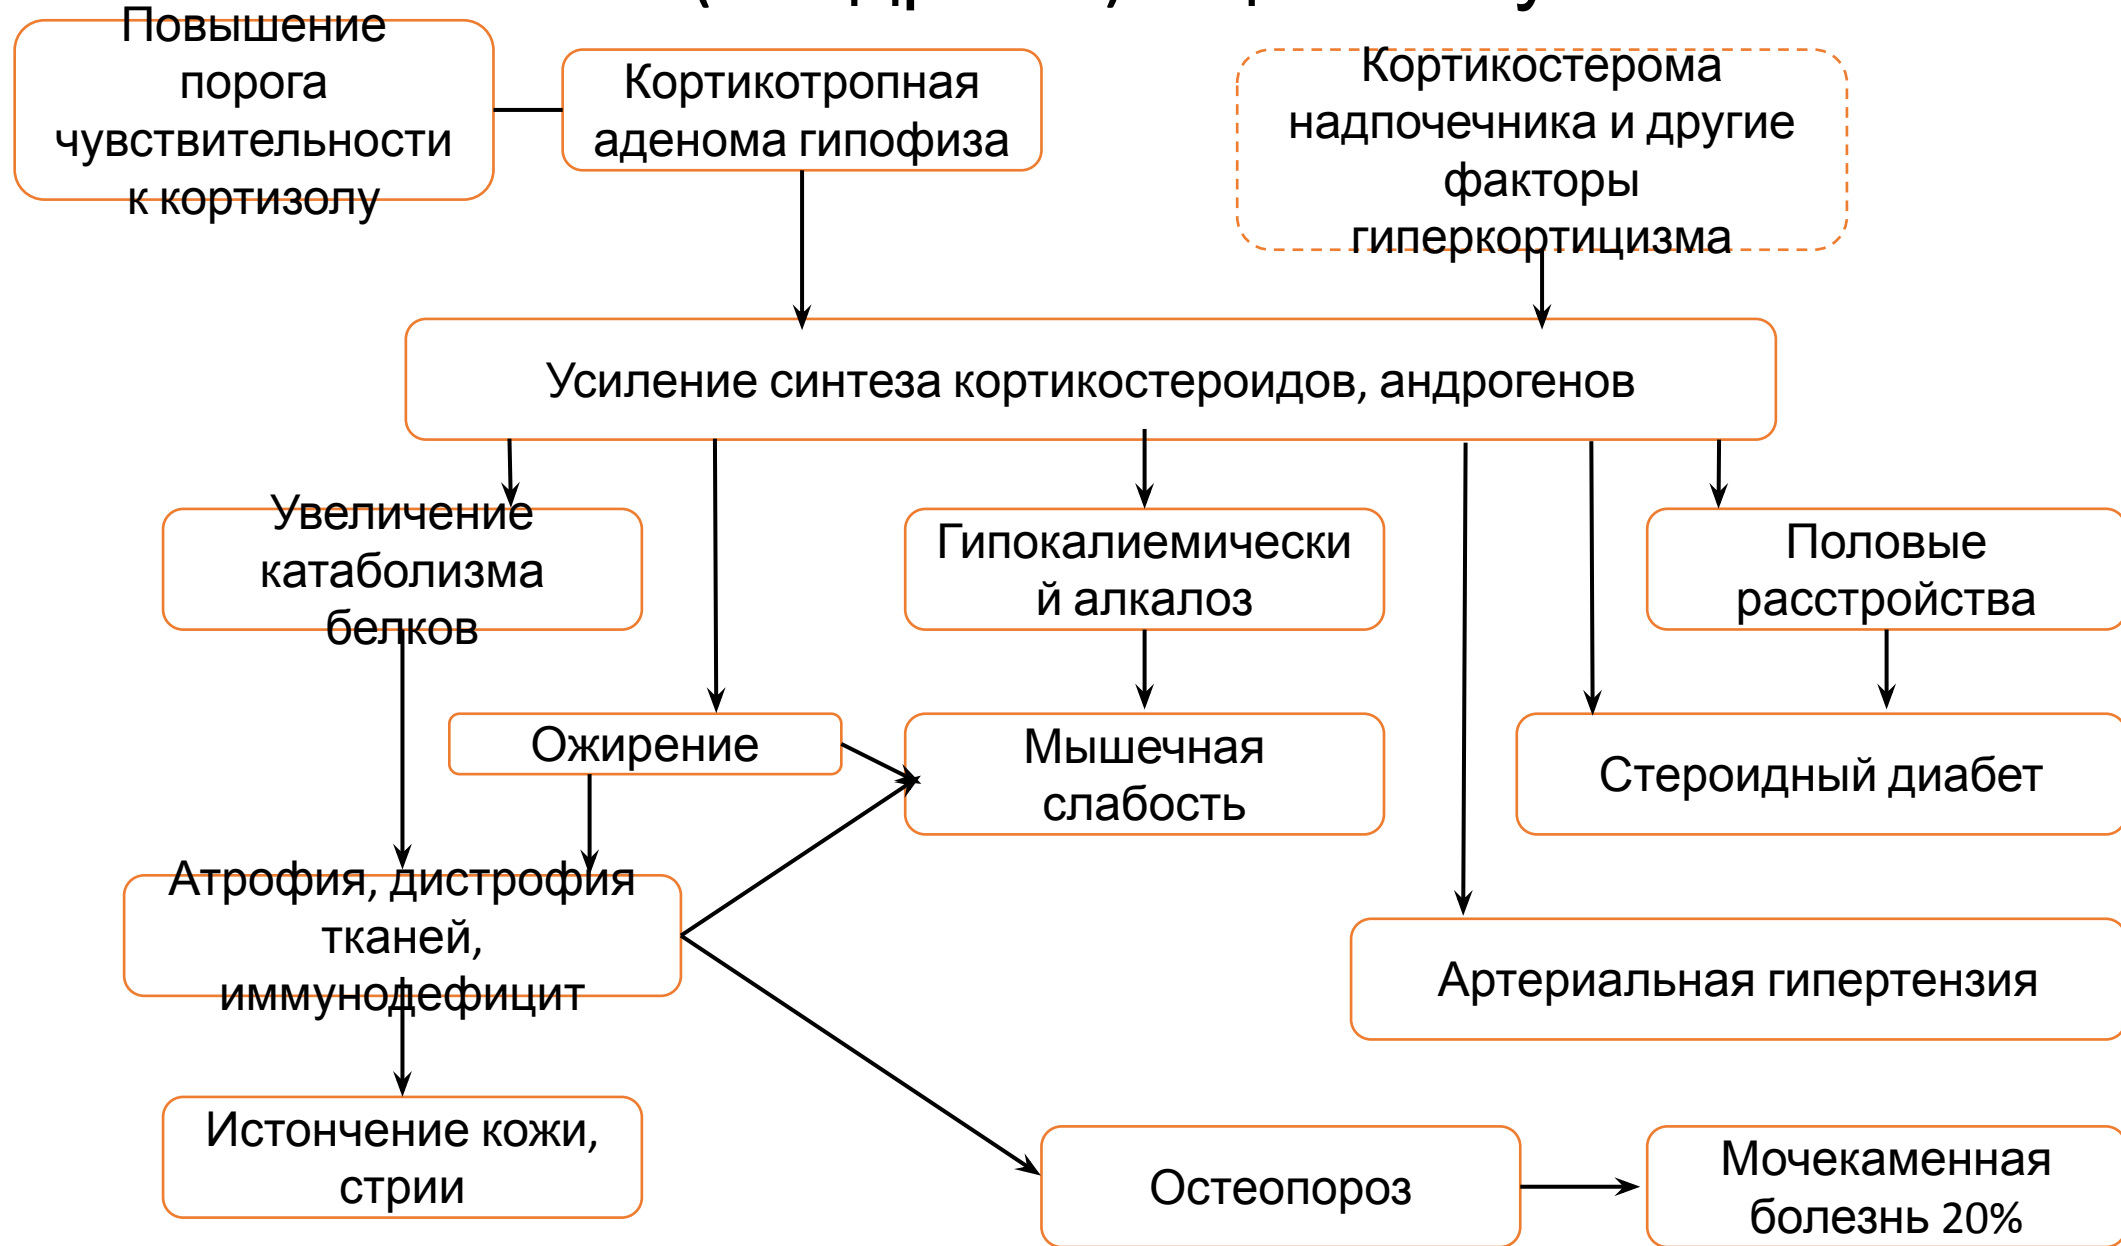 Повышение
порога
чувствительности
к кортизолу
Кортикотропная
аденома гипофиза
Кортикостерома
надпочечника и другие
факторы
гиперкортицизма
Усиление синтеза кортикостероидов, андрогенов
Увеличение
катаболизма
белков
Гипокалиемически
й алкалоз
Половые
расстройства
Ожирение
Мышечная
слабость
Стероидный диабет
Атрофия, дистрофия
тканей,
иммунодефицит
Артериальная гипертензия
Истончение кожи,
стрии
Остеопороз
Мочекаменная
болезнь 20%